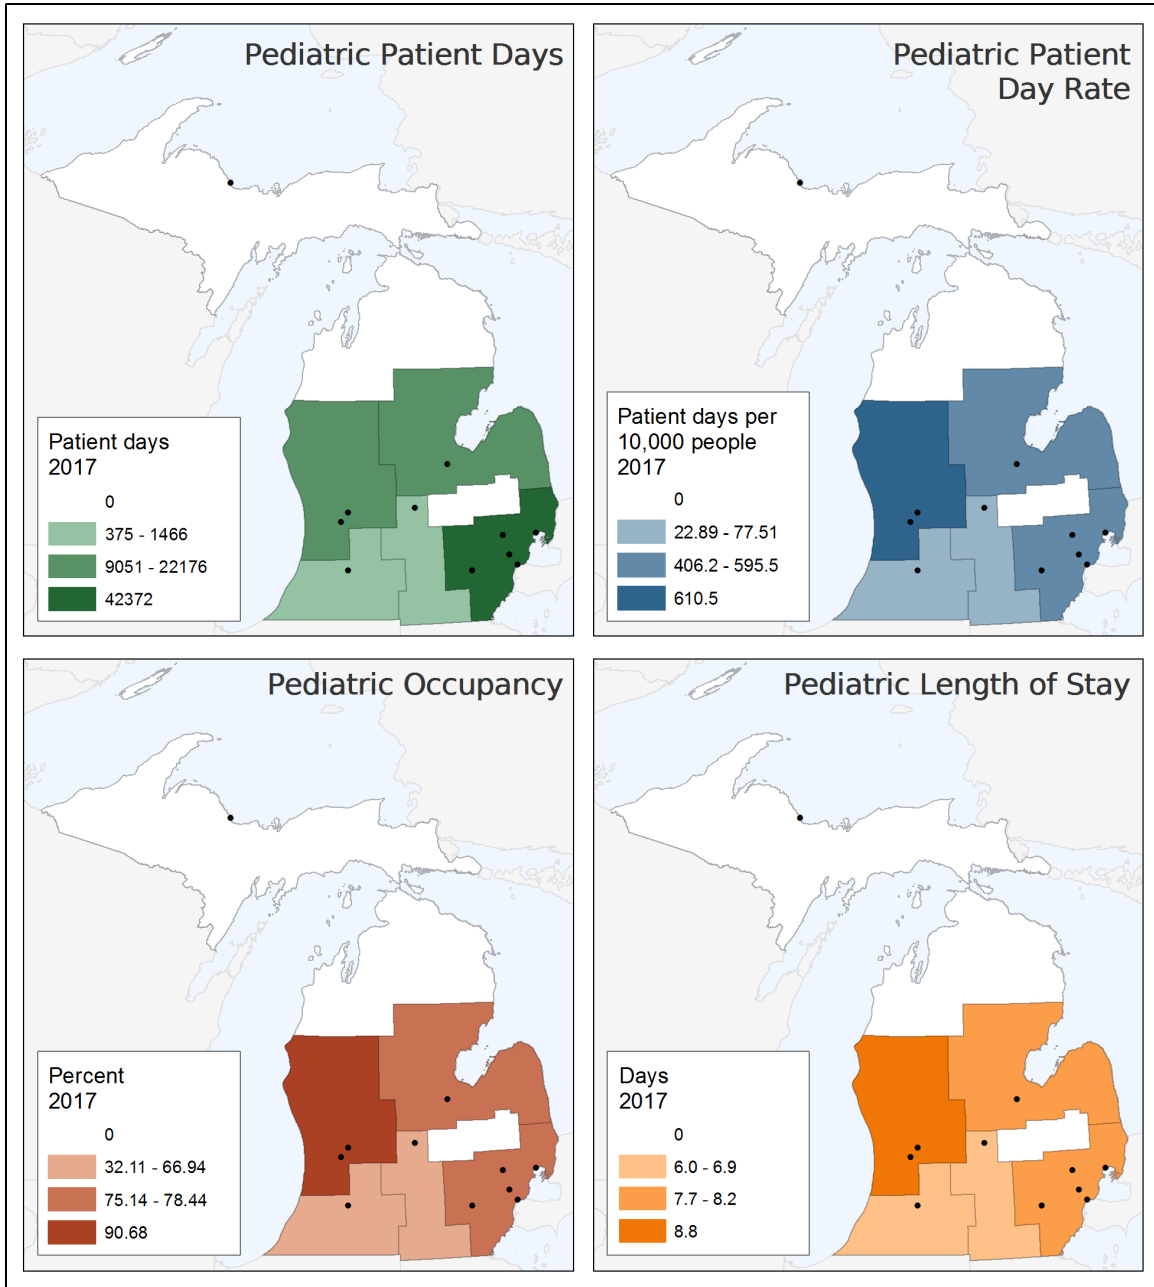 Pediatric Patient Days
Patient days
2017
0
375 - 1466
9051 - 22176
42372
Pediatric Patient
Day Rate
Patient days per
10,000 people
2017
0
22.89 - 77.51
406.2 - 595.5
610.5
Pediatric Occupancy
Percent
2017
0
32.11 - 66.94
75.14 - 78.44
90.68
Pediatric Length of Stay
Days
2017
0
6.0 - 6.9
7.7 - 8.2
8.8